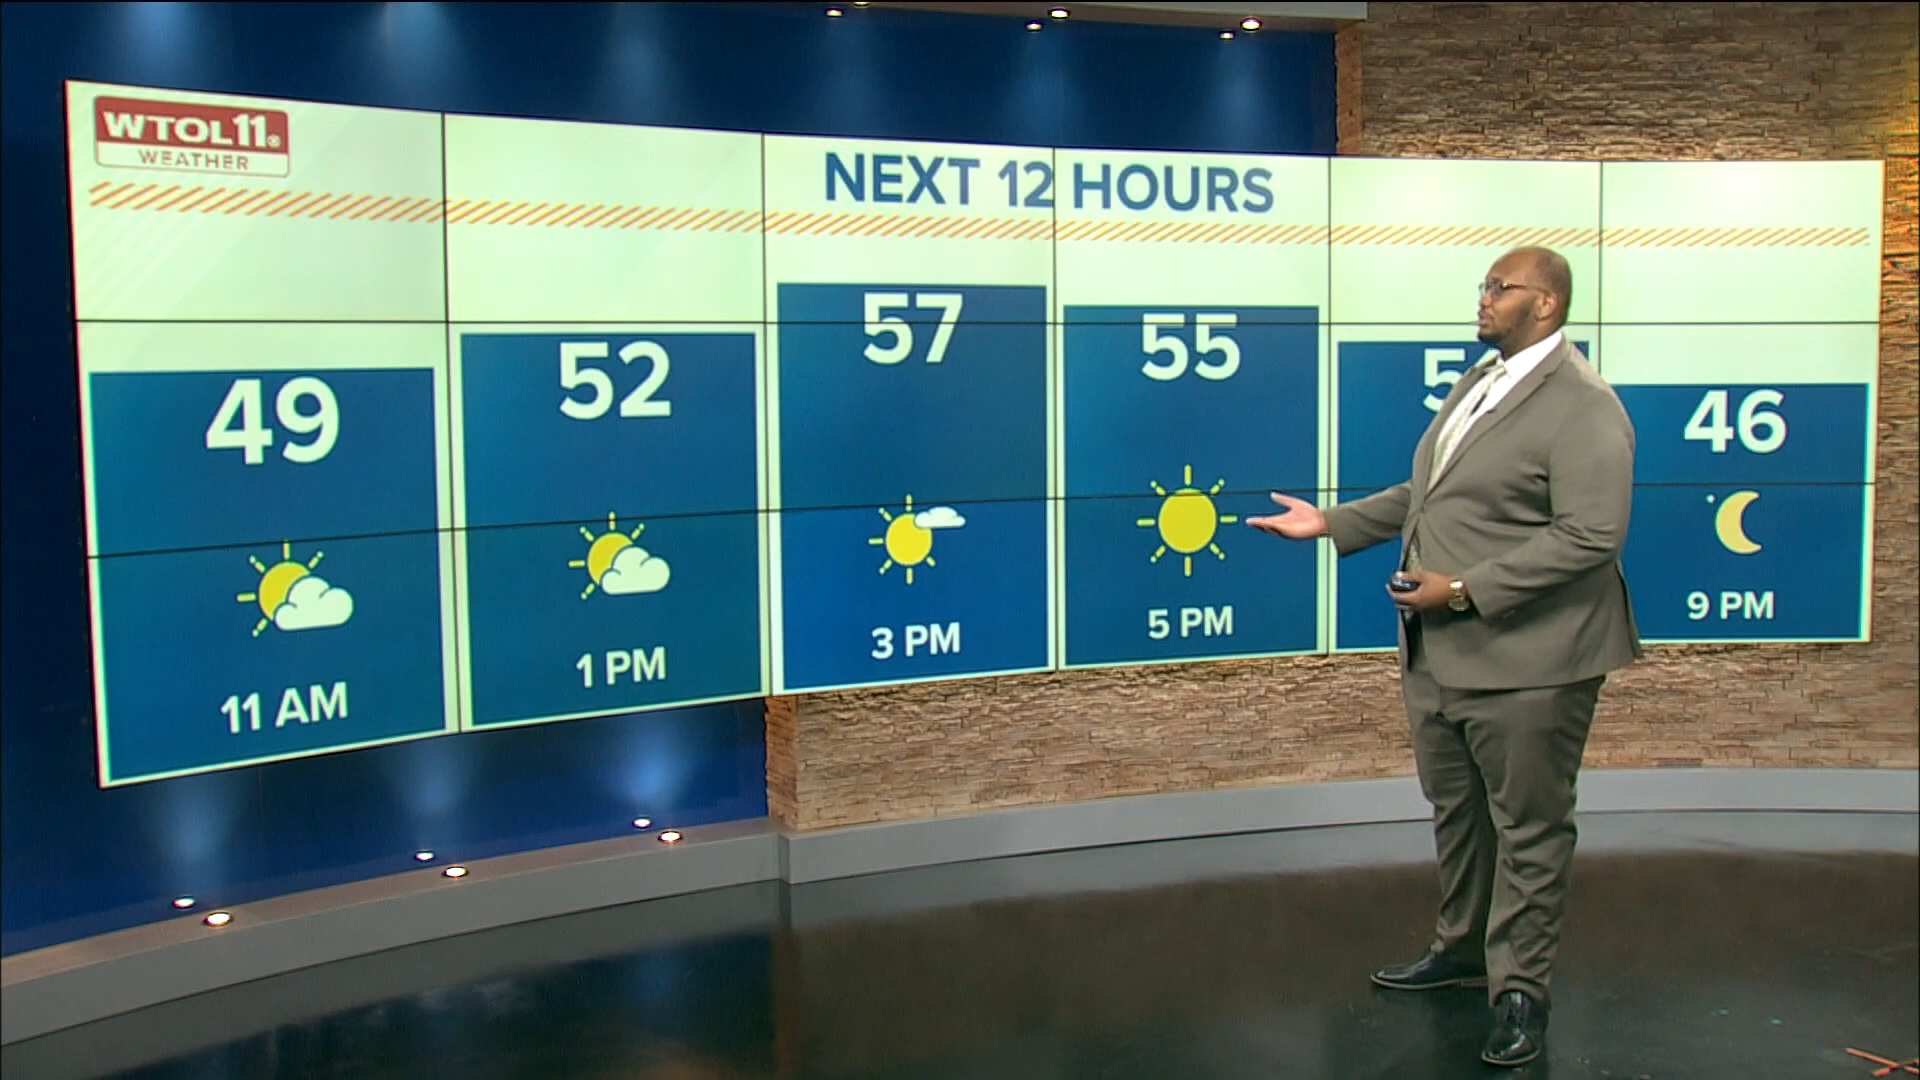 WTOL11
WEATHER
NEXT 12 HOURS
49
52
57
55
46
11 AM
1 PM
3 PM
5 PM
9 PM